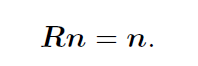 Rn = n.